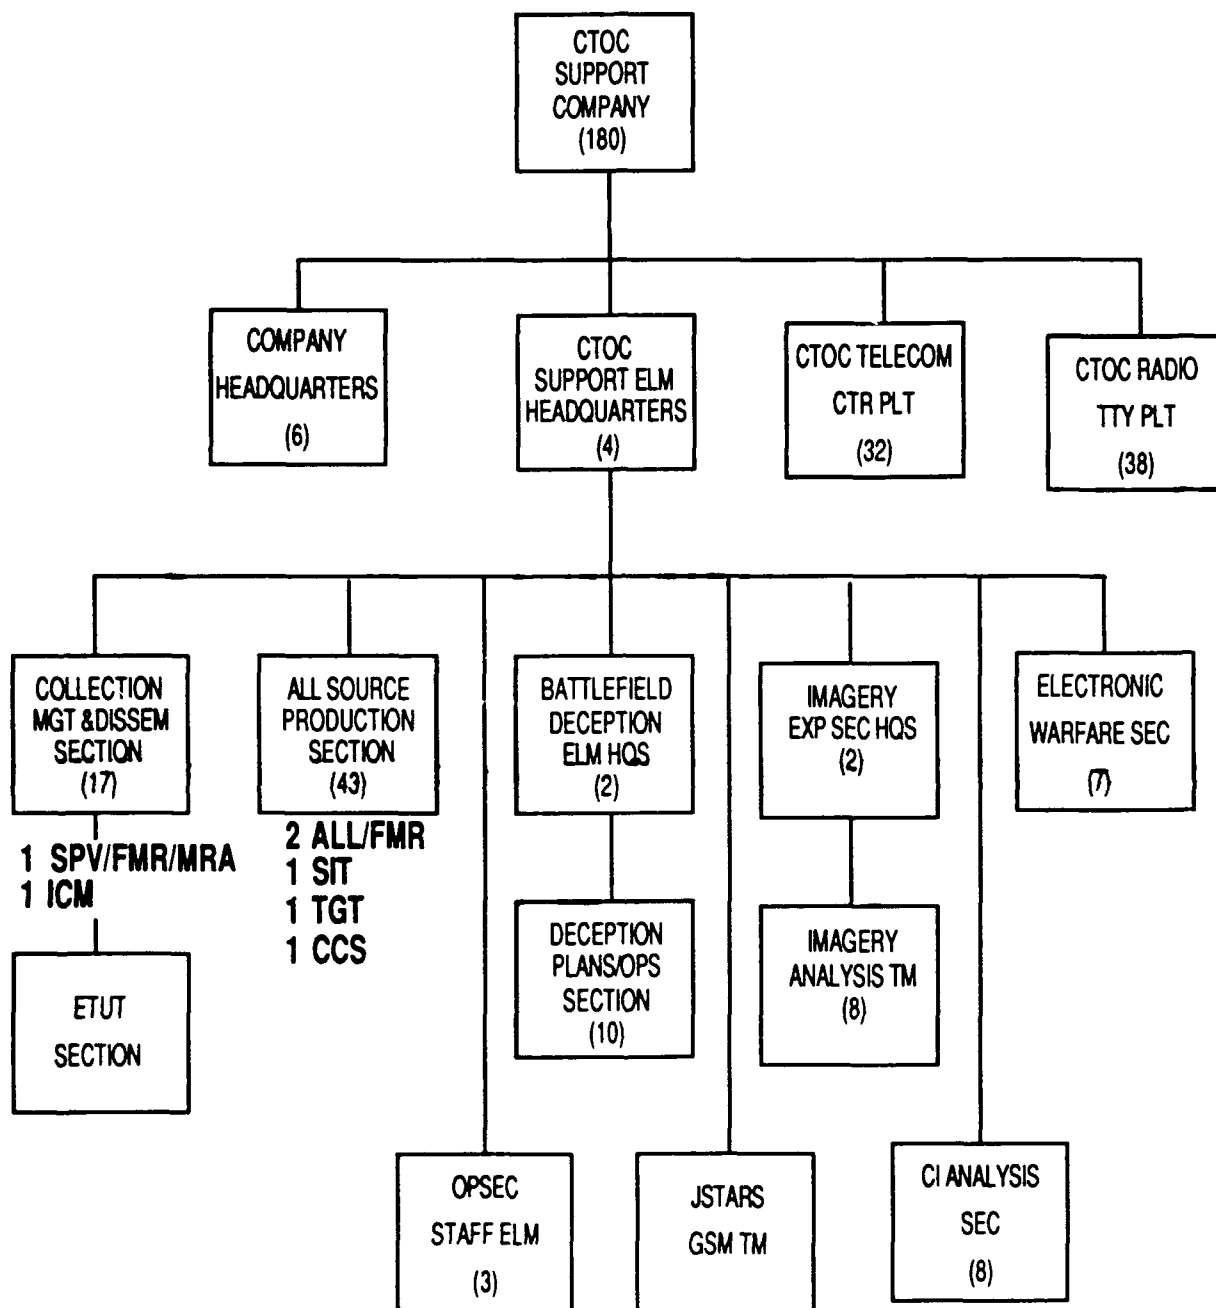 CTOC
SUPPORT
COMPANY
(180)
COMPANY
HEADQUARTERS
(6)
CTOC
SUPPORT ELM
HEADQUARTERS
(4)
CTOC TELECOM
CTR PLT
(32)
CTOC RADIO
TTY PLT
(38)
COLLECTION
MGT & DISSEM
SECTION
(17)
1 SPV/FMR/MRA
1 ICM
ETUT
SECTION
ALL SOURCE
PRODUCTION
SECTION
(43)
2 ALL/FMR
1 SIT
1 TGT
1 CCS
BATTLEFIELD
DECEPTION
ELM HQS
(2)
DECEPTION
PLANS/OPS
SECTION
(10)
IMAGERY
EXP SEC HQS
(2)
IMAGERY
ANALYSIS TM
(8)
ELECTRONIC
WARFARE SEC
(7)
OPSEC
STAFF ELM
(3)
JSTARS
GSM TM
CI ANALYSIS
SEC
(8)